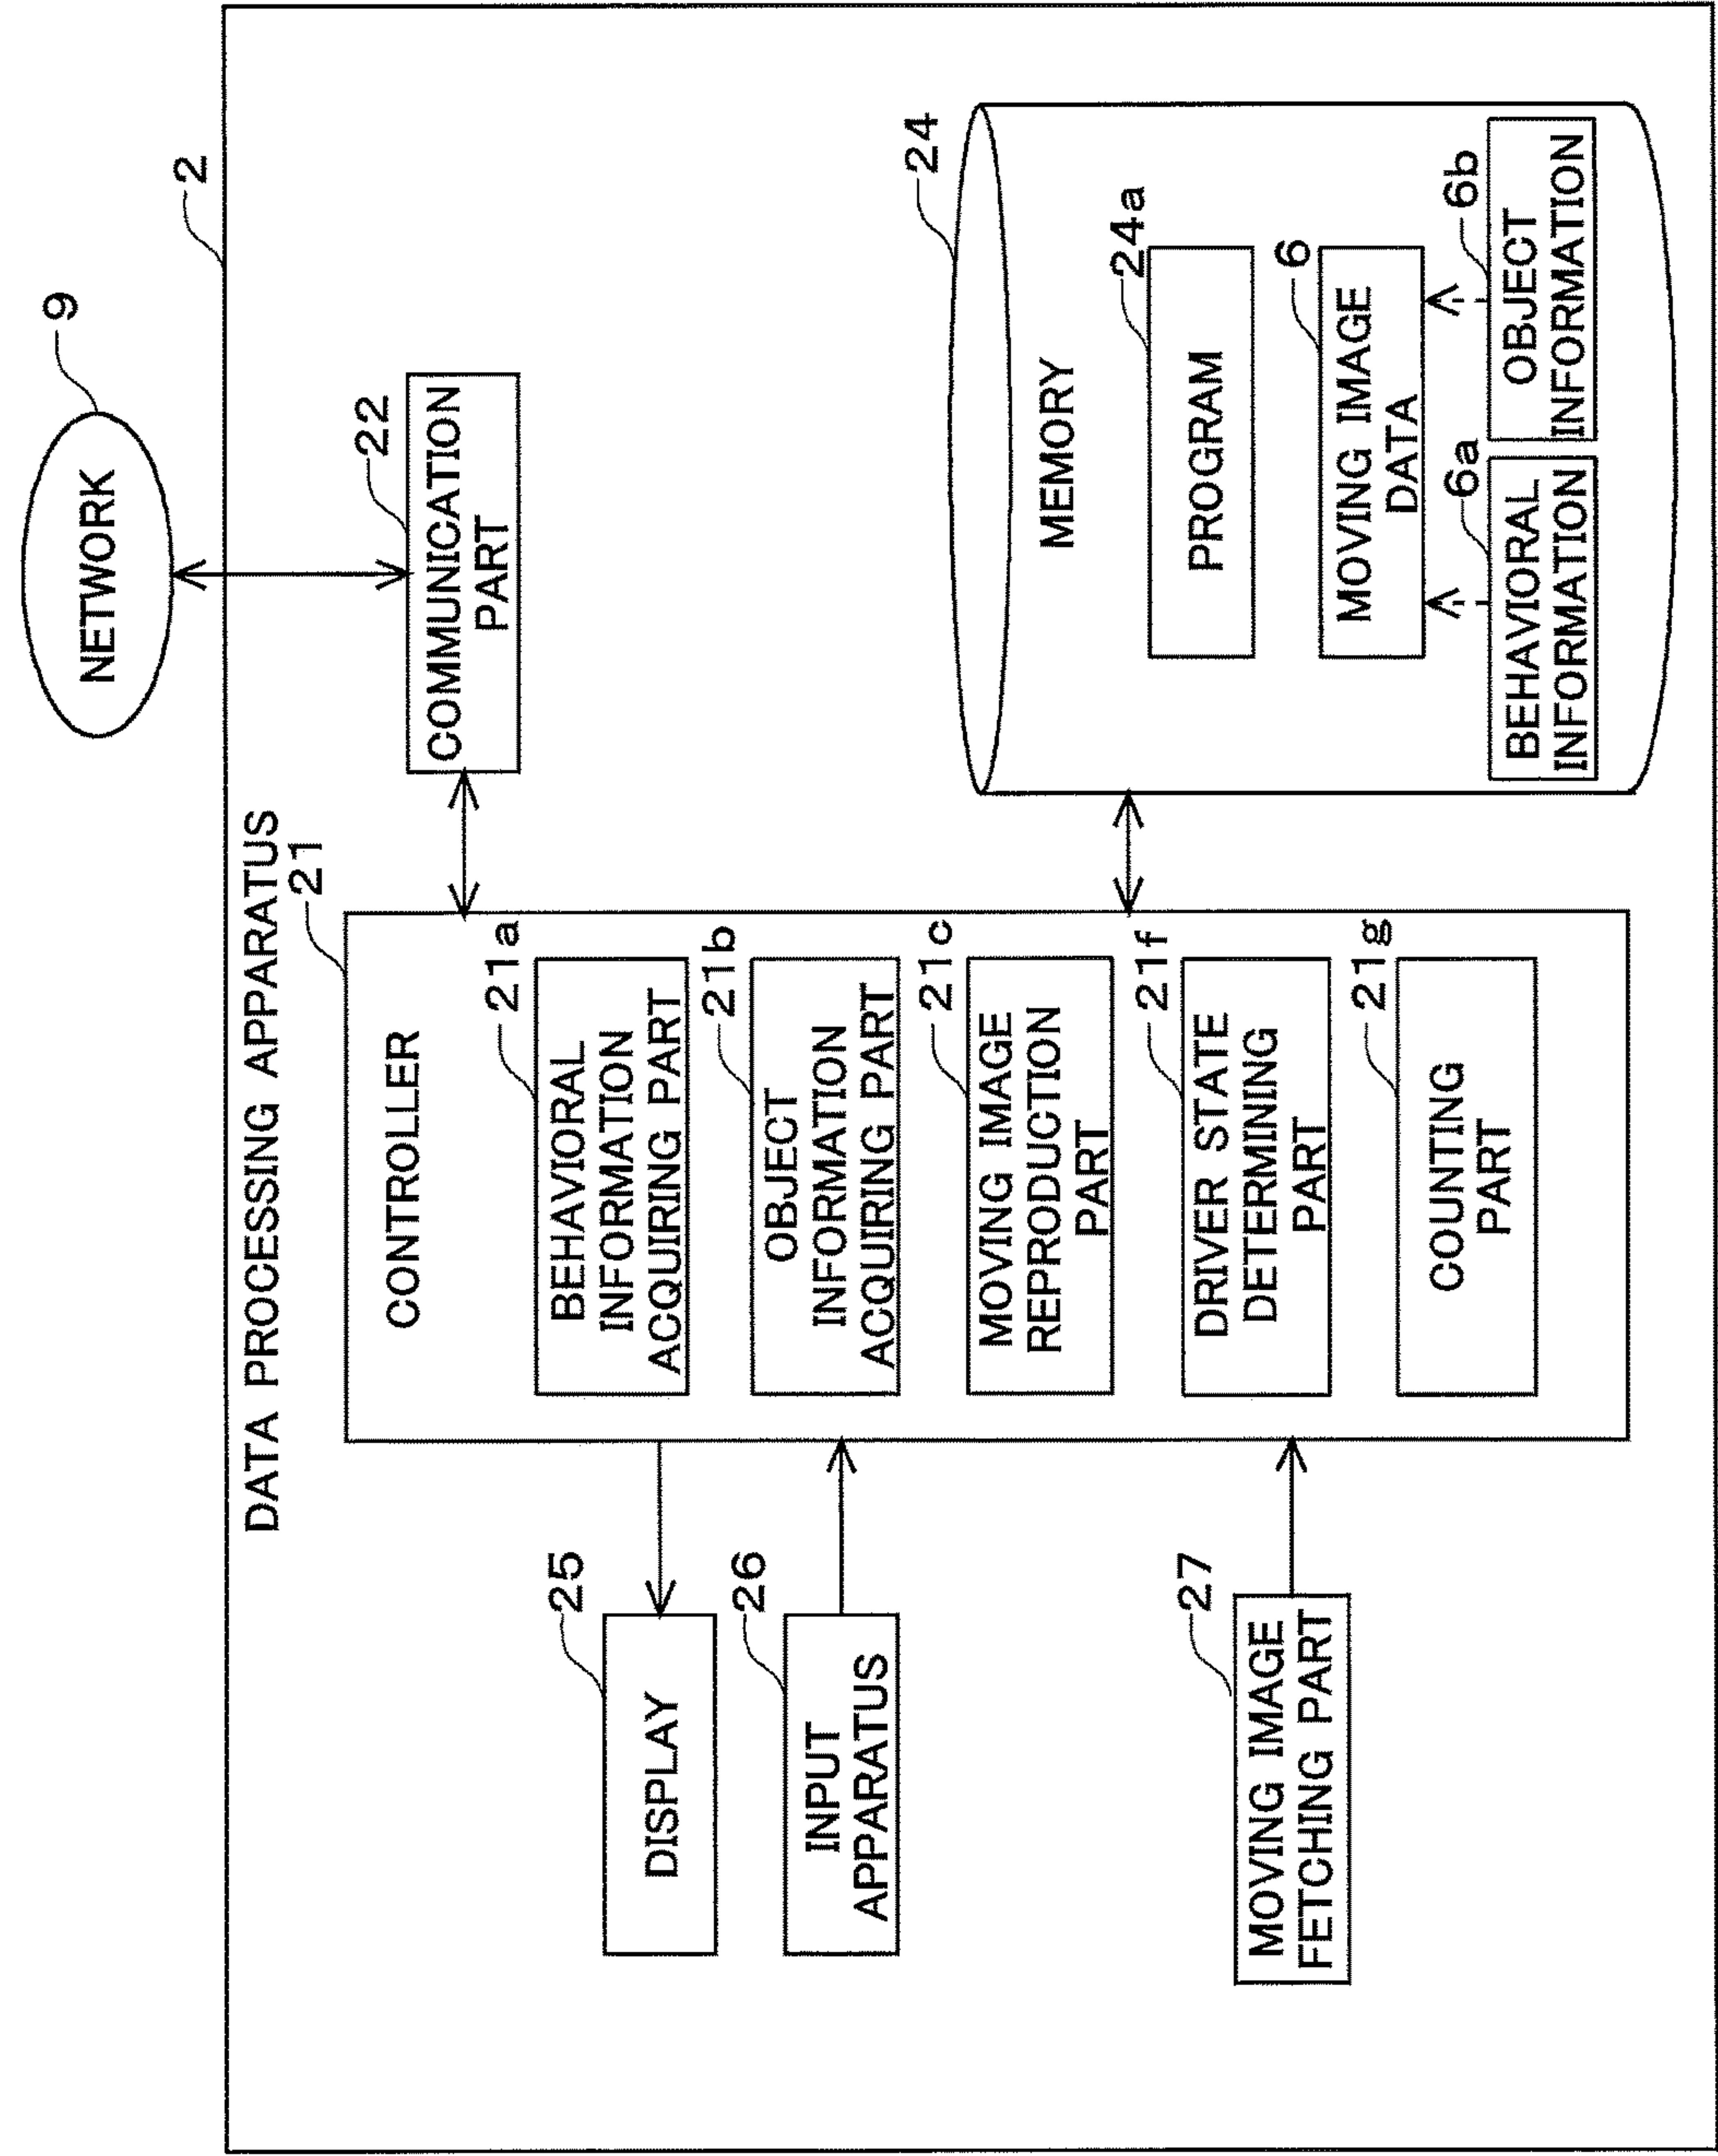 9
NETWORK
2
DATA PROCESSING APPARATUS
21
CONTROLLER
21a
BEHAVIORAL
INFORMATION
ACQUIRING PART
21b
OBJECT
INFORMATION
ACQUIRING PART
21c
MOVING IMAGE
REPRODUCTION
PART
21f
DRIVER STATE
DETERMINING
PART
21g
COUNTING
PART
22
COMMUNICATION
PART
25
DISPLAY
26
INPUT
APPARATUS
27
MOVING IMAGE
FETCHING PART
24
MEMORY
24a
PROGRAM
6
MOVING IMAGE
DATA
6a
BEHAVIORAL
INFORMATION
6b
OBJECT
INFORMATION